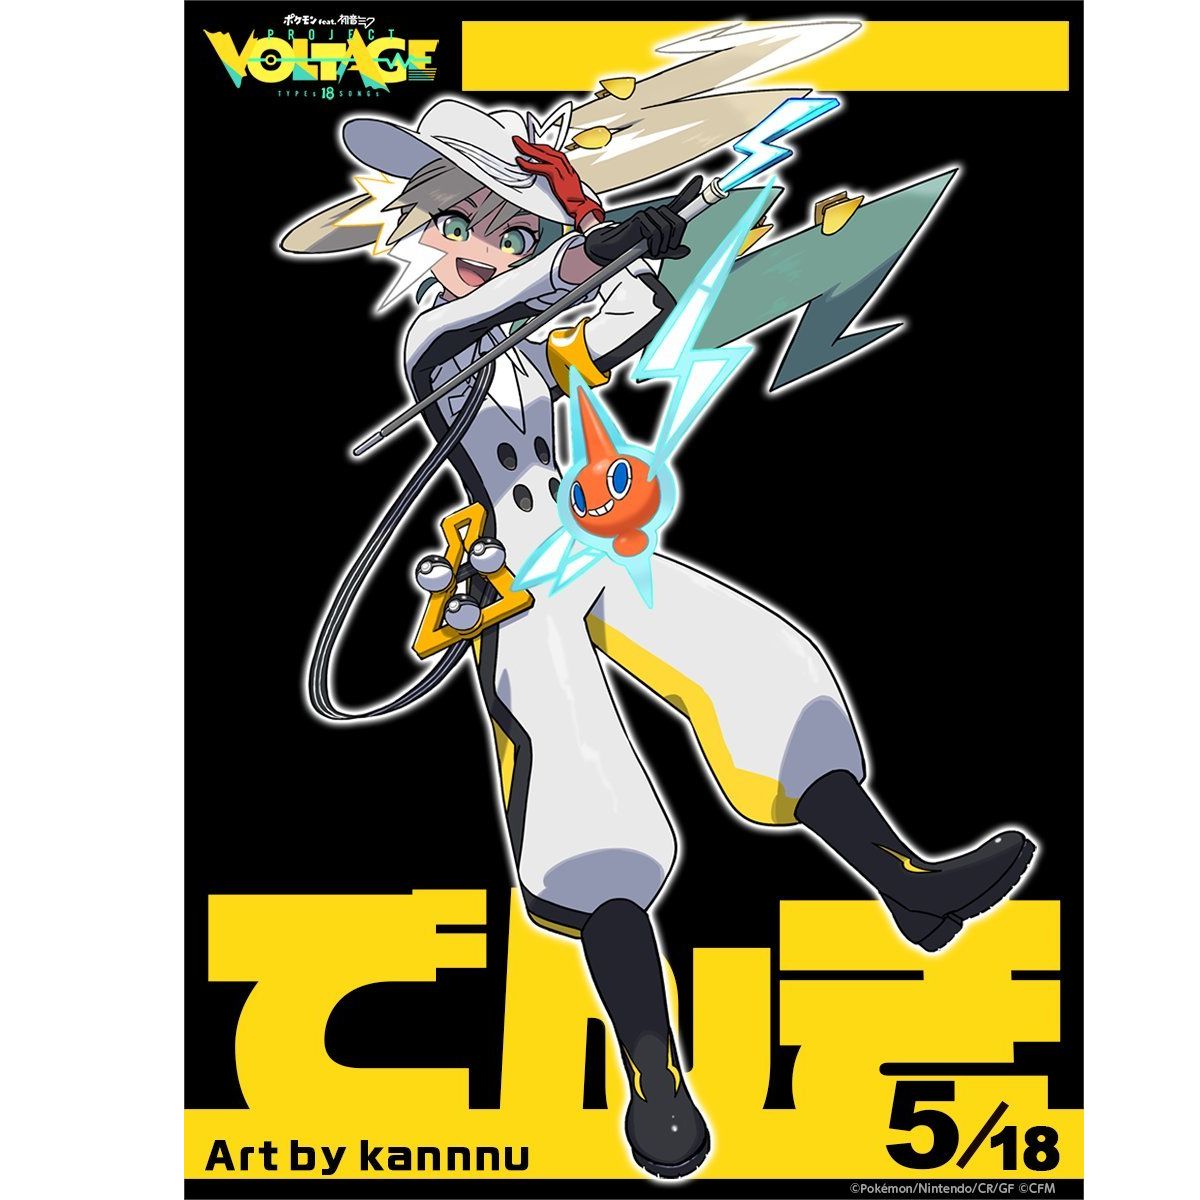 ポケモン feat. 初音ミク
PROJECT
VOLTAGE
TYPEs 18 SONGs
でんき
5/18
Art by kannnu
©Pokémon/Nintendo/CR/GF ©CFM